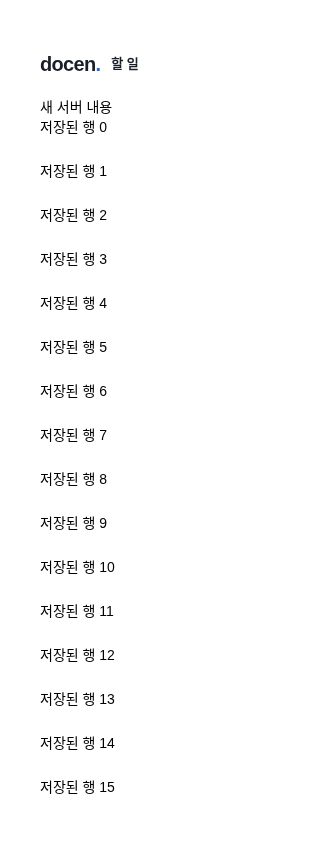 docen. 할 일
새 서버 내용
저장된 행 0
저장된 행 1
저장된 행 2
저장된 행 3
저장된 행 4
저장된 행 5
저장된 행 6
저장된 행 7
저장된 행 8
저장된 행 9
저장된 행 10
저장된 행 11
저장된 행 12
저장된 행 13
저장된 행 14
저장된 행 15